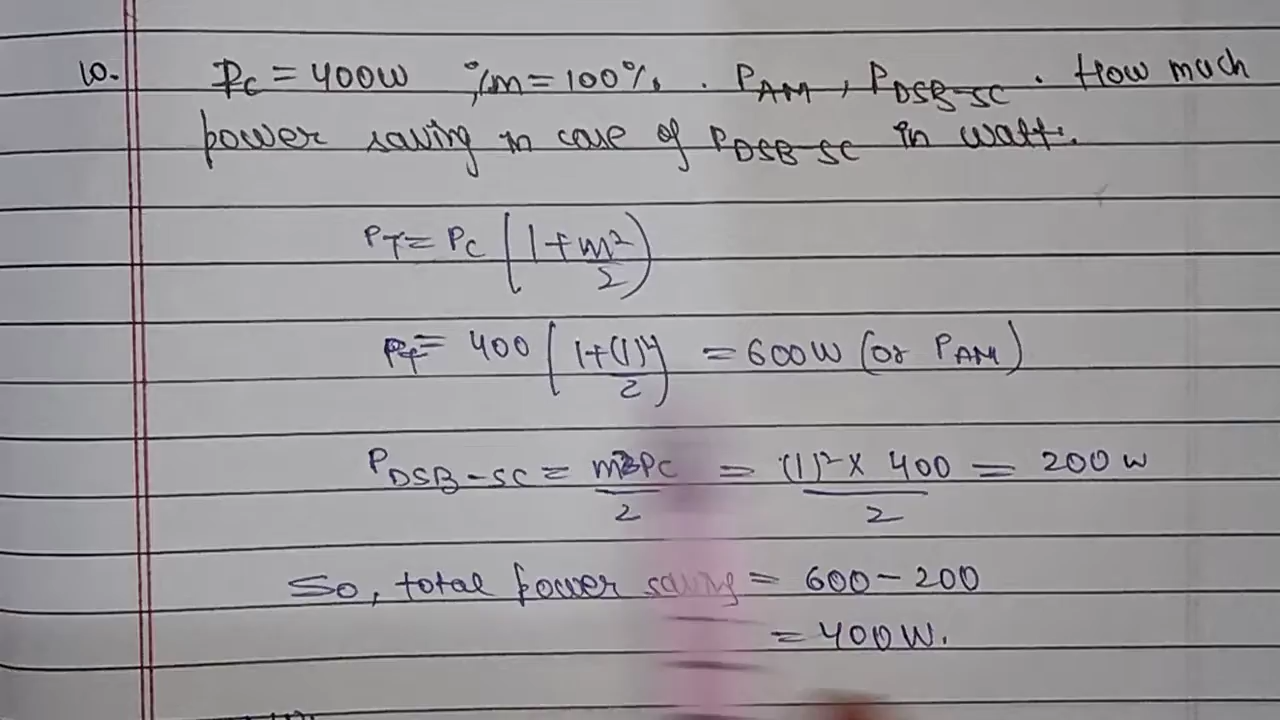 10. Pc = 400W ; %m = 100%. . PAM, PDSB-SC. How much
power saving in case of PDSB-SC in watt.
PT = PC (1+m²/2)
PT = 400 (1+(1)²/2) = 600W (or PAM)
PDSB-SC = m²PC/2 = (1)² X 400/2 = 200 W
So, total power saving = 600 - 200
= 400W.